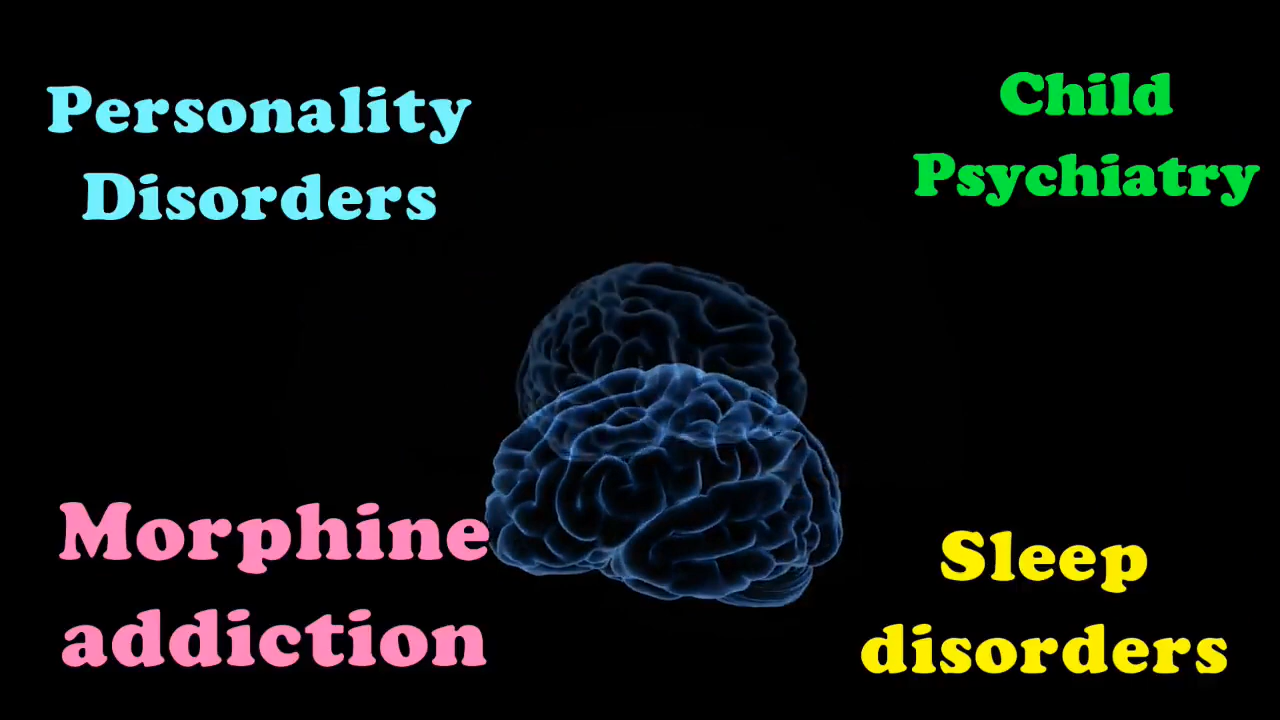 Personality
Disorders
Child
Psychiatry
Morphine
addiction
Sleep
disorders